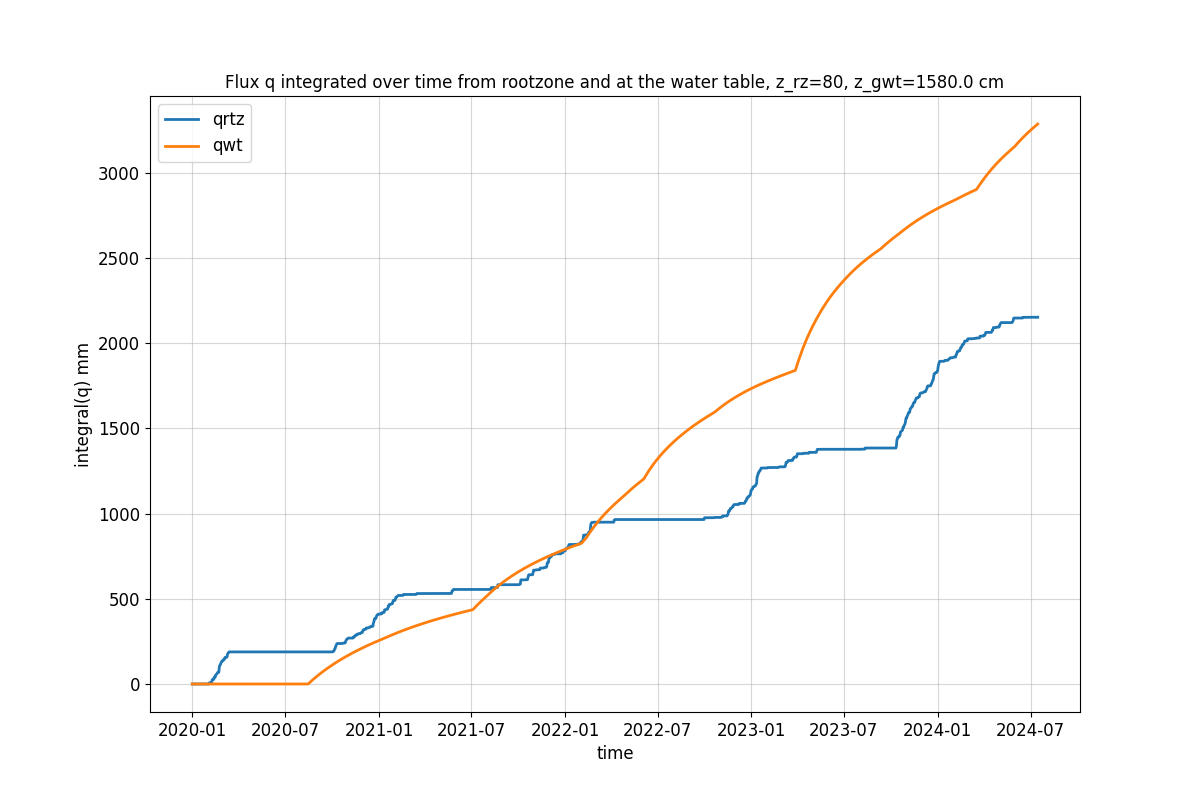 Flux q integrated over time from rootzone and at the water table, z_rz=80, z_gwt=1580.0 cm
qrtz
qwt
3000
2500
2000
1500
1000
500
0
integral(q) mm
2020-01 2020-07 2021-01 2021-07 2022-01 2022-07 2023-01 2023-07 2024-01 2024-07
time